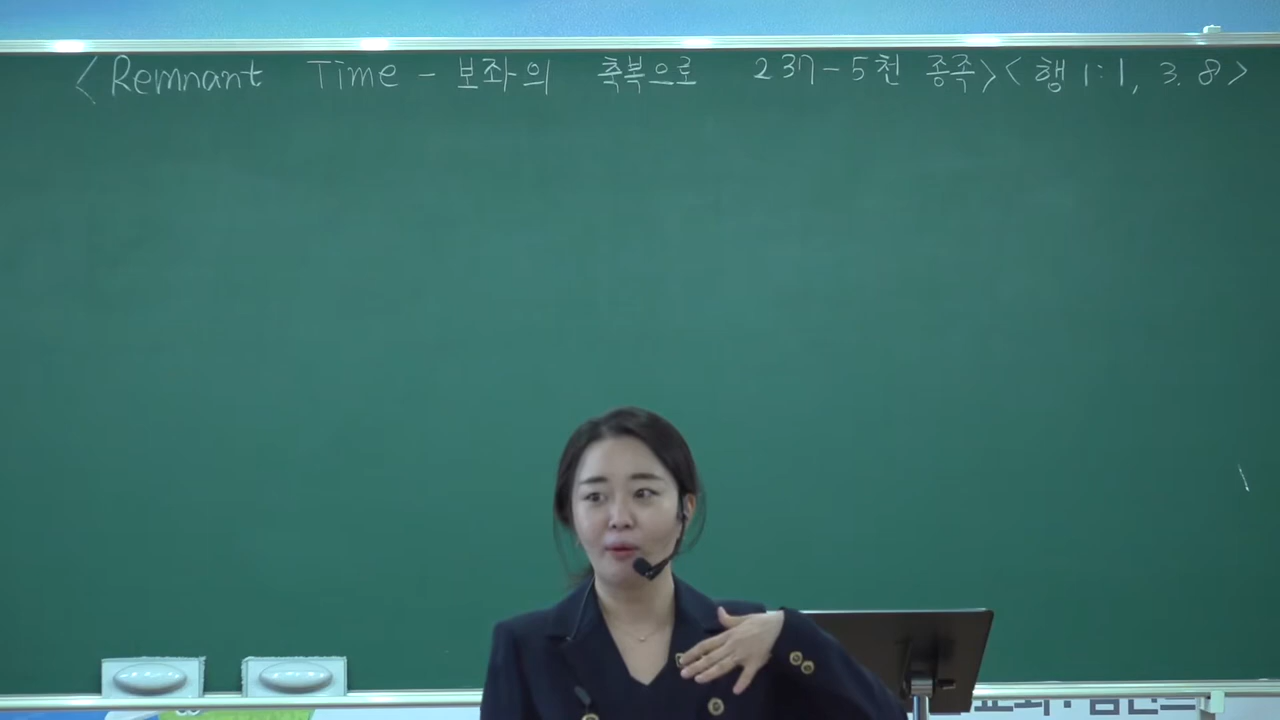 <Remnant Time - 보좌의 축복으로 237-5천 종족><행 1:1, 3. 8>